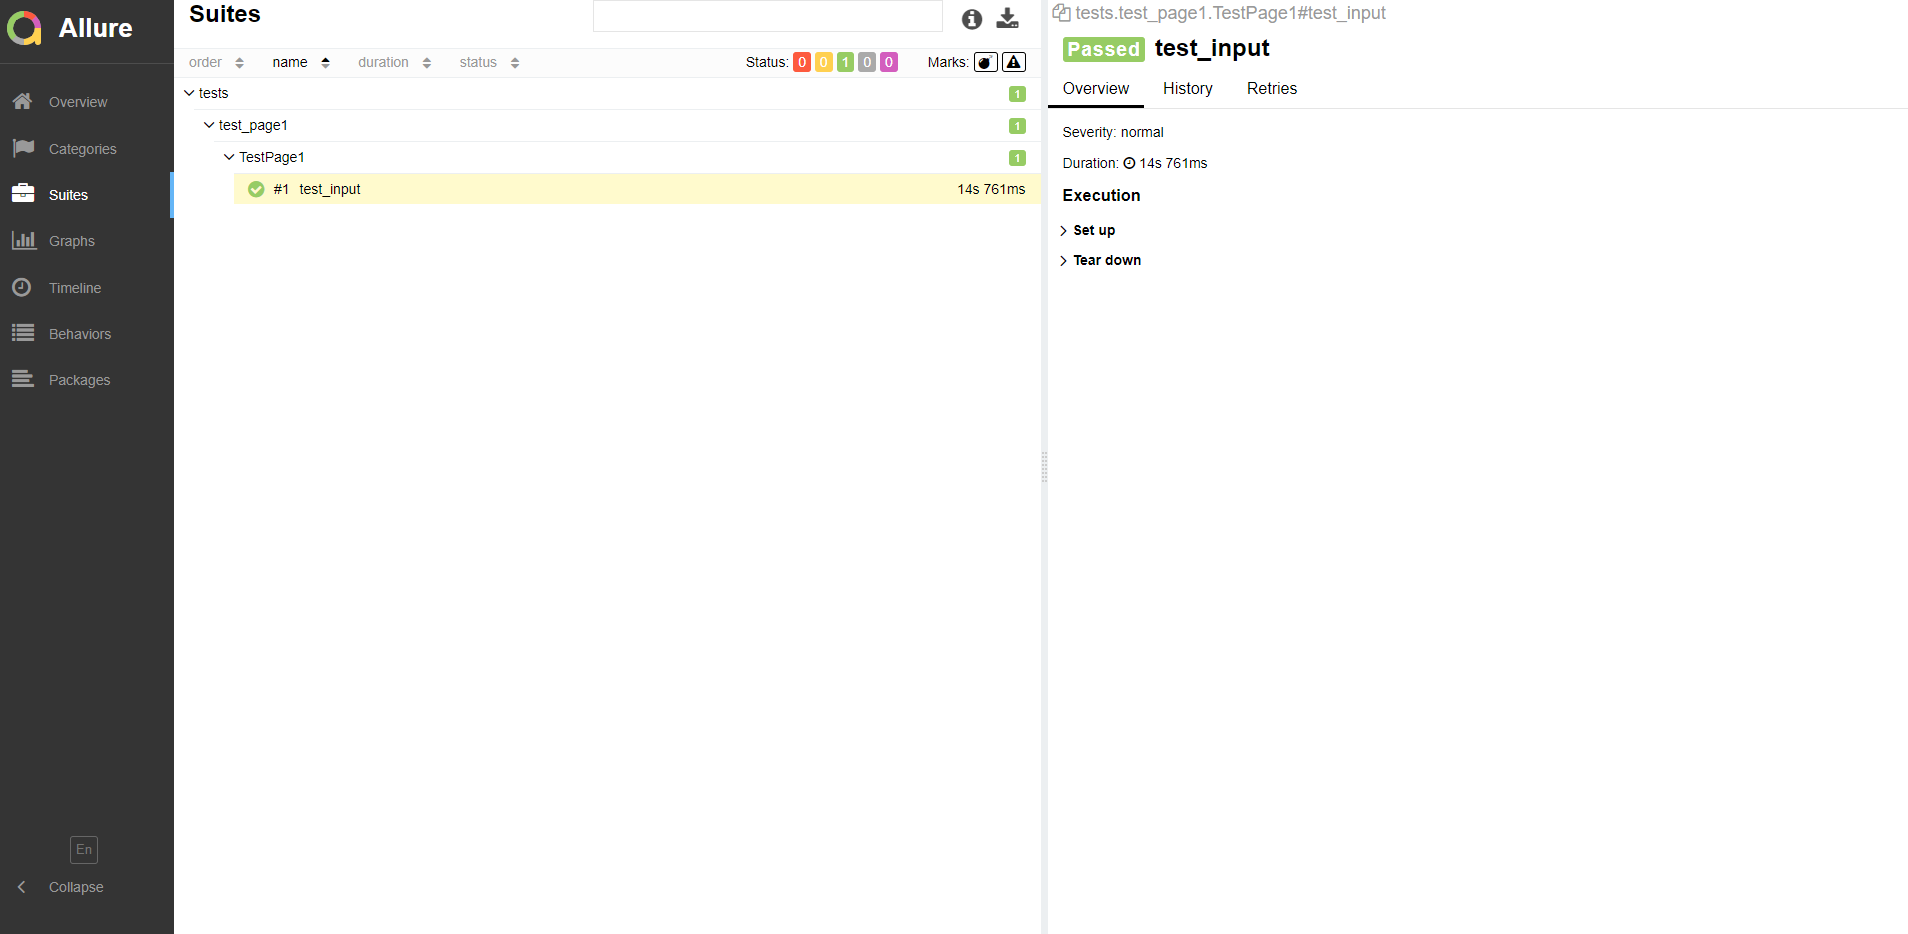 Allure
Overview
Categories
Suites
Graphs
Timeline
Behaviors
Packages
En
Collapse
Suites
order name duration status Status: 0 0 1 0 0 Marks:
tests 1
test_page1 1
TestPage1 1
#1 test_input 14s 761ms
tests.test_page1.TestPage1#test_input
Passed test_input
Overview History Retries
Severity: normal
Duration: 14s 761ms
Execution
Set up
Tear down